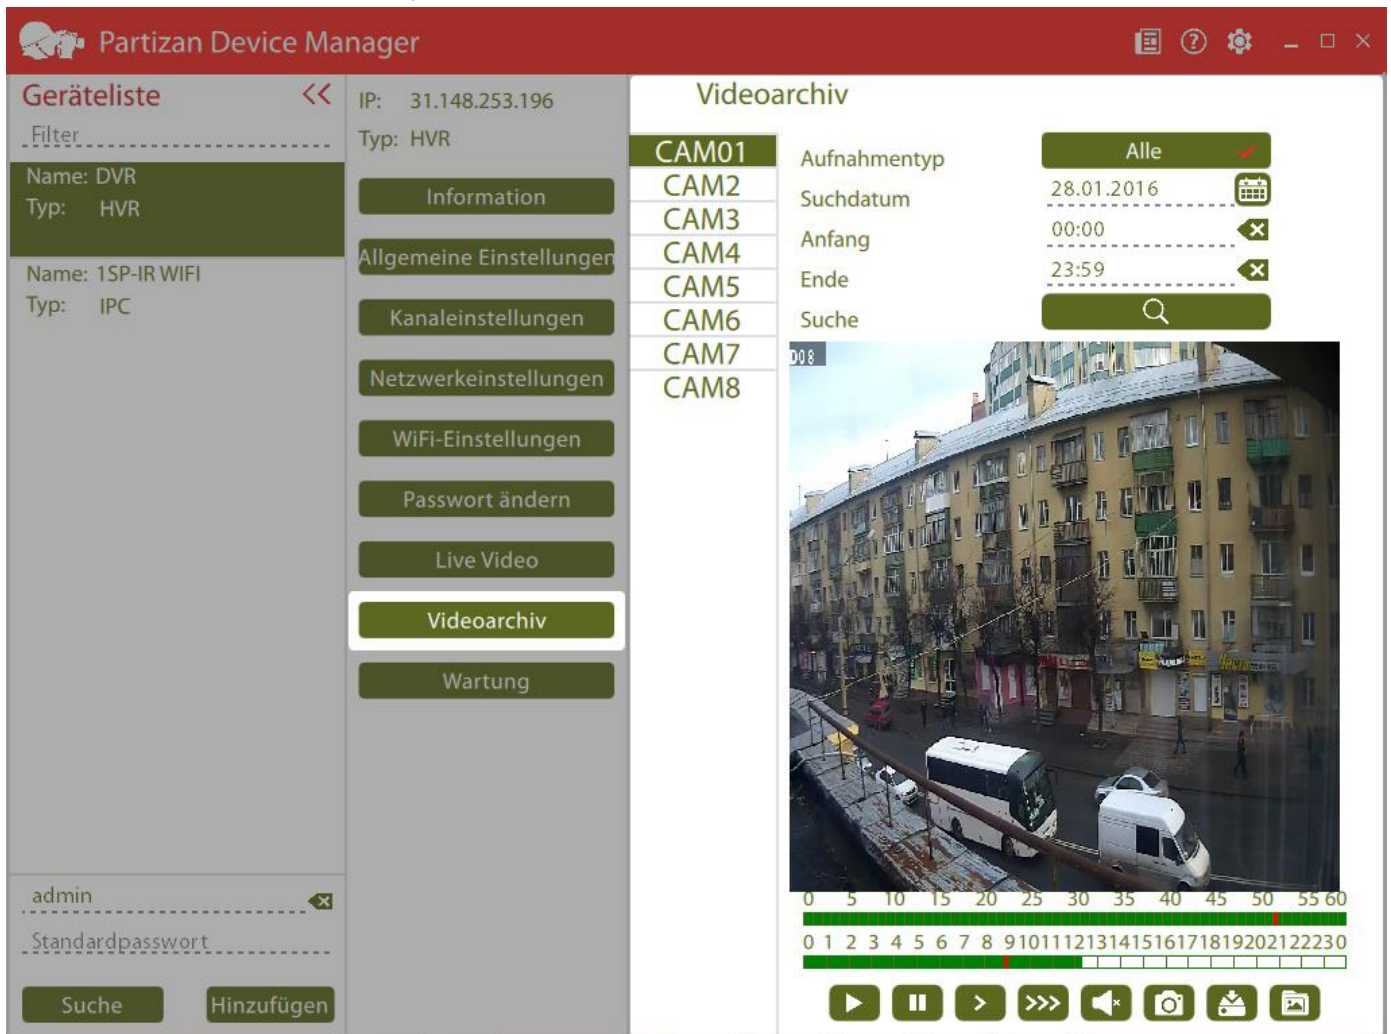 Partizan Device Manager
Geräteliste <<
Filter
Name: DVR
Typ: HVR
Name: 1SP-IR WIFI
Typ: IPC
admin
Standardpasswort
Suche
Hinzufügen
IP: 31.148.253.196
Typ: HVR
Information
Allgemeine Einstellungen
Kanaleinstellungen
Netzwerkeinstellungen
WiFi-Einstellungen
Passwort ändern
Live Video
Videoarchiv
Wartung
Videoarchiv
CAM01
CAM2
CAM3
CAM4
CAM5
CAM6
CAM7
CAM8
Aufnahmentyp Alle
Suchdatum 28.01.2016
Anfang 00:00
Ende 23:59
Suche
D08
0 5 10 15 20 25 30 35 40 45 50 55 60
0 1 2 3 4 5 6 7 8 9 10 11 12 13 14 15 16 17 18 19 20 21 22 23 0